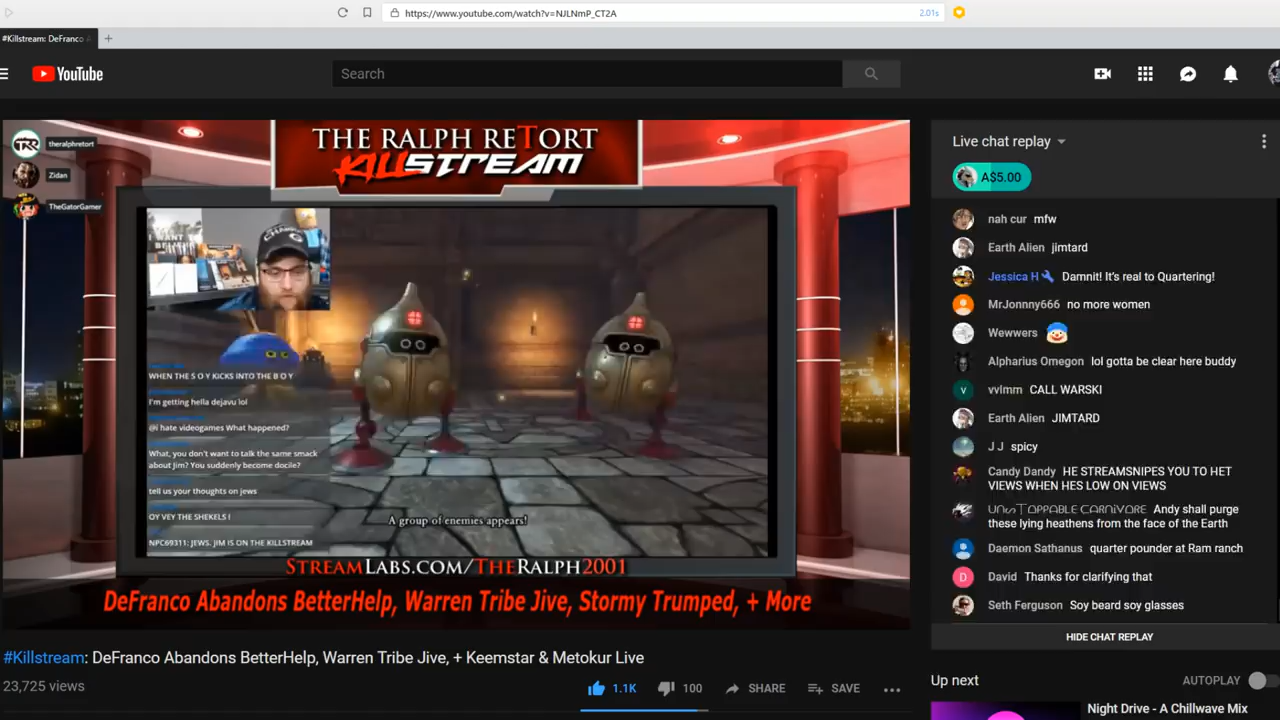 https://www.youtube.com/watch?v=NJLNmP_CT2A
2.01s
#Killstream: DeFranco
YouTube
Search
THE RALPH RETORT
KILLSTREAM
TRR
theralphretort
Zidan
TheGatorGamer
I WANT TO
WHEN THE S O Y KICKS INTO THE B O Y
I'm getting hella dejavu lol
@i hate videogames What happened?
What, you don't want to talk the same smack
about Jim? You suddenly become docile?
tell us your thoughts on jews
OY VEY THE SHEKELS !
NPC69311: JEWS. JIM IS ON THE KILLSTREAM
A group of enemies appears!
STREAMLABS.COM/THERALPH2001
DeFranco Abandons BetterHelp, Warren Tribe Jive, Stormy Trumped, + More
#Killstream: DeFranco Abandons BetterHelp, Warren Tribe Jive, + Keemstar & Metokur Live
23,725 views
1.1K
100
SHARE
SAVE
Live chat replay
A$5.00
nah cur mfw
Earth Alien jimtard
Jessica H Damnit! It's real to Quartering!
MrJonnny666 no more women
Wewwers
Alpharius Omegon lol gotta be clear here buddy
V
vvlmm CALL WARSKI
Earth Alien JIMTARD
J J spicy
Candy Dandy HE STREAMSNIPES YOU TO HET
VIEWS WHEN HES LOW ON VIEWS
UnsTOPPABLE CARNiVORE Andy shall purge
these lying heathens from the face of the Earth
Daemon Sathanus quarter pounder at Ram ranch
D
David Thanks for clarifying that
Seth Ferguson Soy beard soy glasses
HIDE CHAT REPLAY
Up next
AUTOPLAY
Night Drive - A Chillwave Mix